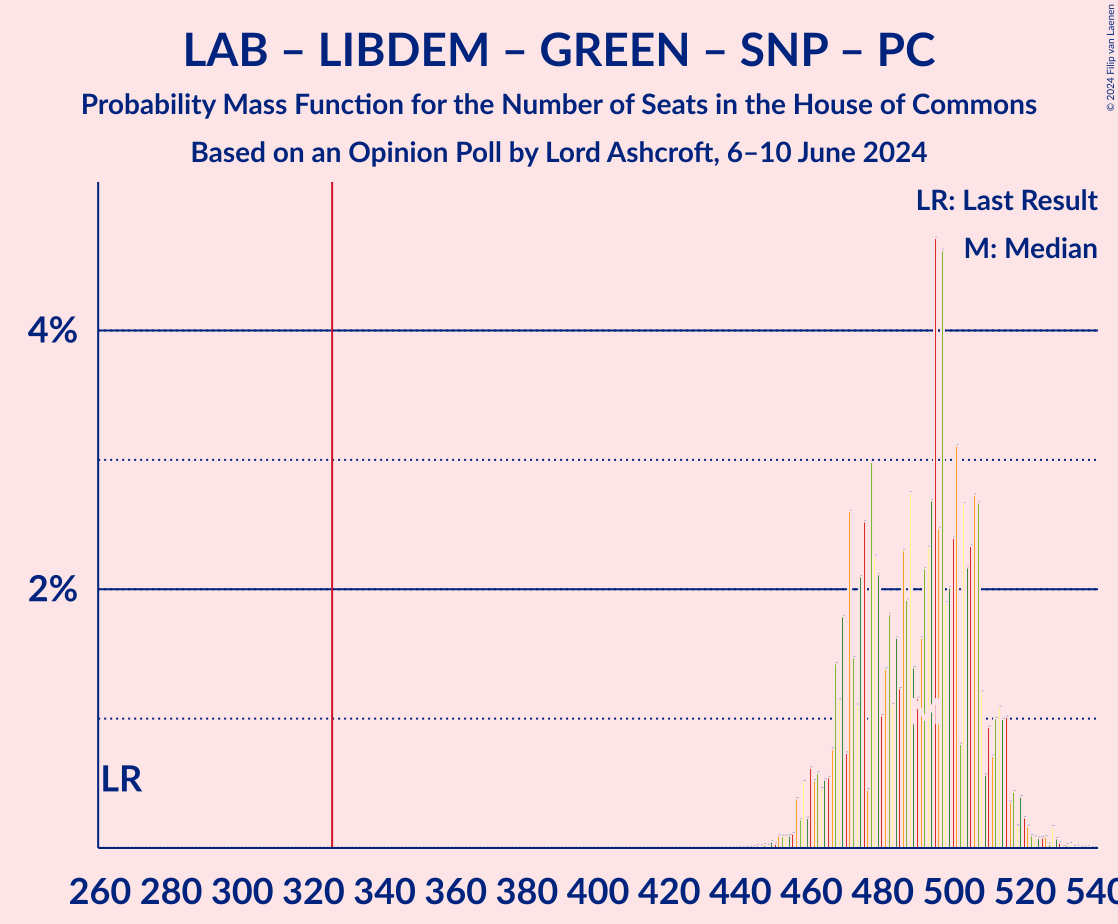 LAB – LIBDEM – GREEN – SNP – PC
Probability Mass Function for the Number of Seats in the House of Commons
Based on an Opinion Poll by Lord Ashcroft, 6–10 June 2024
© 2024 Filip van Laenen
LR: Last Result
M: Median
4%
2%
LR
260 280 300 320 340 360 380 400 420 440 460 480 500 520 540